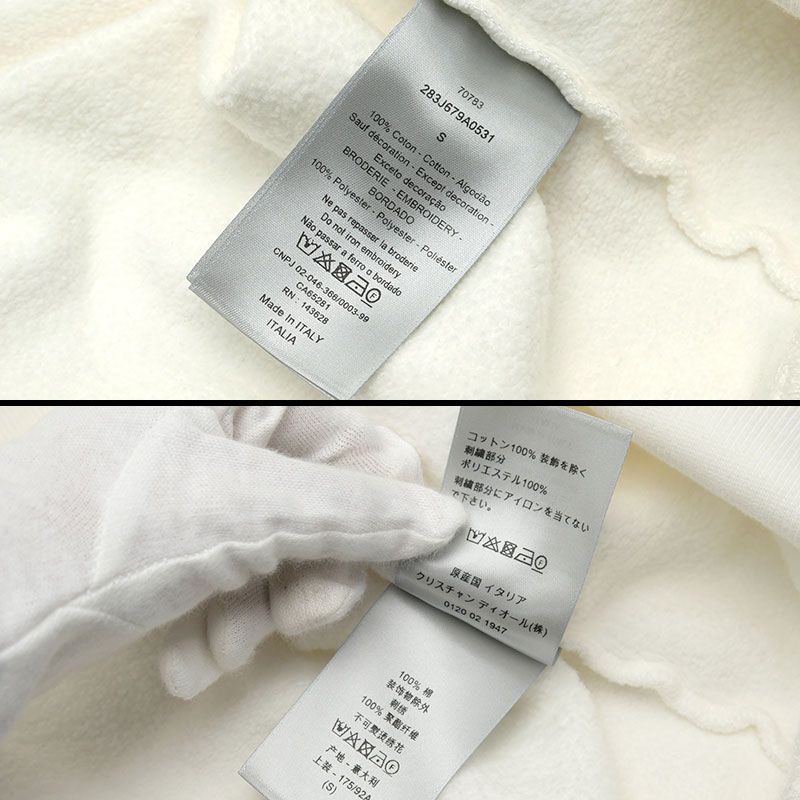 70783
283J679A0531
S
100% Coton - Cotton - Algodão
Sauf décoration - Except decoration -
Exceto decoração
BRODERIE - EMBROIDERY -
BORDADO
100% Polyester - Polyester - Poliéster
Ne pas repasser la broderie
Do not iron embroidery
Não passar a ferro o bordado
CNPJ 02-046-366/0003-99
CA65281
RN : 143628
Made in ITALY
ITALIA
コットン100% 装飾を除く
刺繍部分
ポリエステル100%
刺繍部分にアイロンを当てない
で下さい。
原産国 イタリア
クリスチャン ディオール(株)
0120 02 1947
100% 棉
装饰物除外
刺绣
100% 聚酯纤维
不可熨烫绣花
产地 - 意大利
上装 - 175/92A
(S)